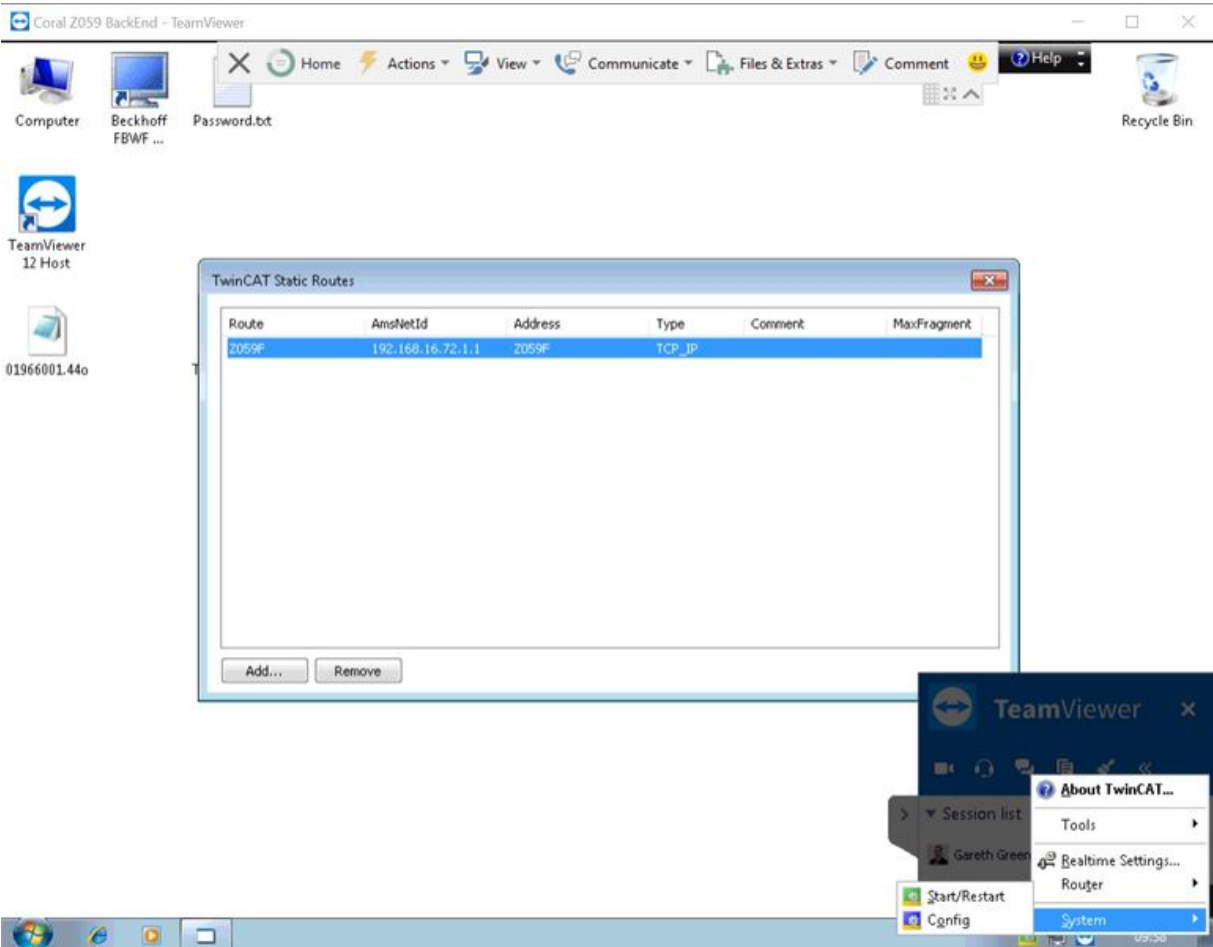 Coral Z059 BackEnd - TeamViewer
Home Actions View Communicate Files & Extras Comment Help
Computer
Beckhoff
FBWF ...
Password.txt
Recycle Bin
TeamViewer
12 Host
01966001.44o
T
TwinCAT Static Routes
Route AmsNetId Address Type Comment MaxFragment
Z059F 192.168.16.72.1.1 Z059F TCP_IP
Add... Remove
TeamViewer
Session list
Gareth Green
About TwinCAT...
Tools
Realtime Settings...
Router
System
Start/Restart
Config
09:58